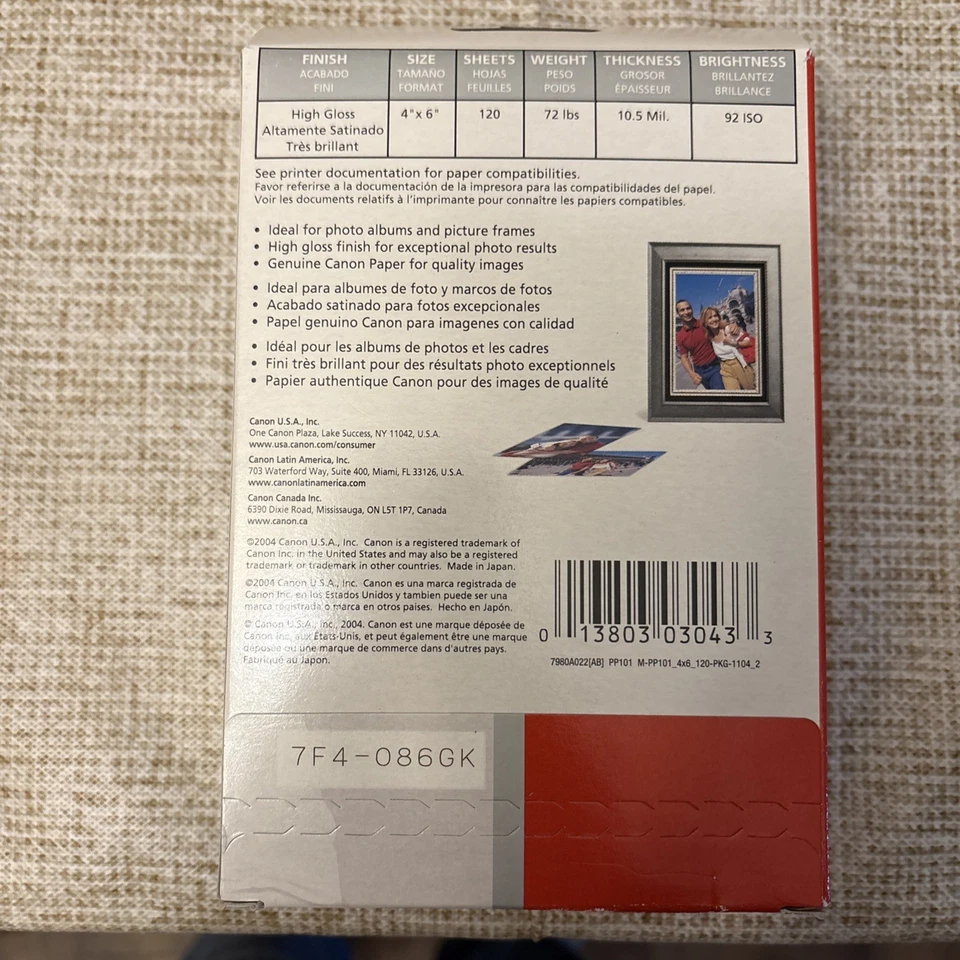 FINISH SIZE SHEETS WEIGHT THICKNESS BRIGHTNESS
ACABADO TAMAÑO HOJAS PESO GROSOR BRILLANTEZ
FINI FORMAT FEUILLES POIDS ÉPAISSEUR BRILLANCE
High Gloss 4"x 6" 120 72 lbs 10.5 Mil. 92 ISO
Altamente Satinado
Très brillant
See printer documentation for paper compatibilities.
Favor referirse a la documentación de la impresora para las compatibilidades del papel.
Voir les documents relatifs à l'imprimante pour connaître les papiers compatibles.
• Ideal for photo albums and picture frames
• High gloss finish for exceptional photo results
• Genuine Canon Paper for quality images
• Ideal para albumes de foto y marcos de fotos
• Acabado satinado para fotos excepcionales
• Papel genuino Canon para imagenes con calidad
• Idéal pour les albums de photos et les cadres
• Fini très brillant pour des résultats photo exceptionnels
• Papier authentique Canon pour des images de qualité
Canon U.S.A., Inc.
One Canon Plaza, Lake Success, NY 11042, U.S.A.
www.usa.canon.com/consumer
Canon Latin America, Inc.
703 Waterford Way, Suite 400, Miami, FL 33126, U.S.A.
www.canonlatinamerica.com
Canon Canada Inc.
6390 Dixie Road, Mississauga, ON L5T 1P7, Canada
www.canon.ca
©2004 Canon U.S.A., Inc. Canon is a registered trademark of
Canon Inc. in the United States and may also be a registered
trademark or trademark in other countries. Made in Japan.
©2004 Canon U.S.A., Inc. Canon es una marca registrada de
Canon Inc. en los Estados Unidos y tambien puede ser una
marca registrada o marca en otros paises. Hecho en Japón.
© Canon U.S.A., Inc., 2004. Canon est une marque déposée de
Canon Inc. aux États-Unis, et peut également être une marque
déposée ou une marque de commerce dans d'autres pays.
Fabriqué au Japon.
0 13803 03043 3
7980A022[AB] PP101 M-PP101_4x6_120-PKG-1104_2
7F4-086GK